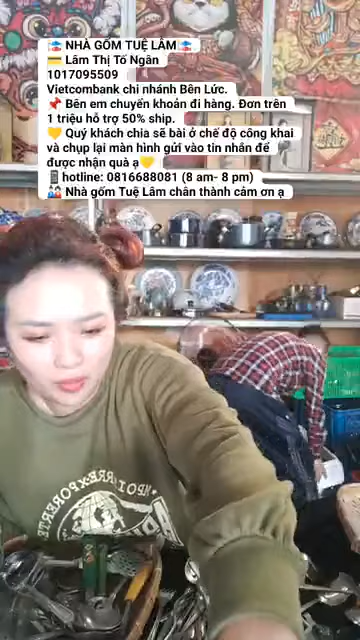 🎏 NHÀ GỐM TUỆ LÂM🎏
💳 Lâm Thị Tố Ngân
1017095509
Vietcombank chi nhánh Bên Lức.
📌 Bên em chuyển khoản đi hàng. Đơn trên
1 triệu hỗ trợ 50% ship.
💛 Quý khách chia sẽ bài ở chế độ công khai
và chụp lại màn hình gửi vào tin nhắn để
được nhận quà ạ💛
📱hotline: 0816688081 (8 am- 8 pm)
🎎 Nhà gốm Tuệ Lâm chân thành cảm ơn ạ